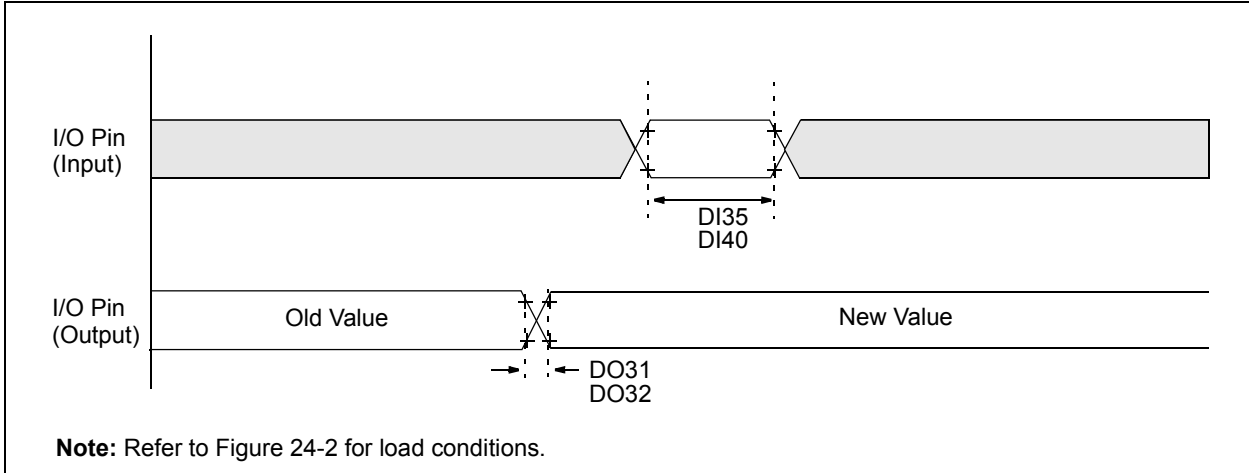 I/O Pin
(Input)
DI35
DI40
I/O Pin
(Output)
Old Value
New Value
DO31
DO32
Note: Refer to Figure 24-2 for load conditions.